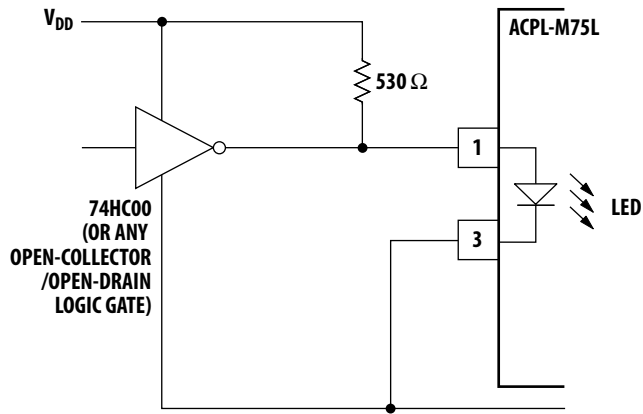 VDD
ACPL-M75L
530 Ω
1
3
LED
74HC00
(OR ANY
OPEN-COLLECTOR
/OPEN-DRAIN
LOGIC GATE)